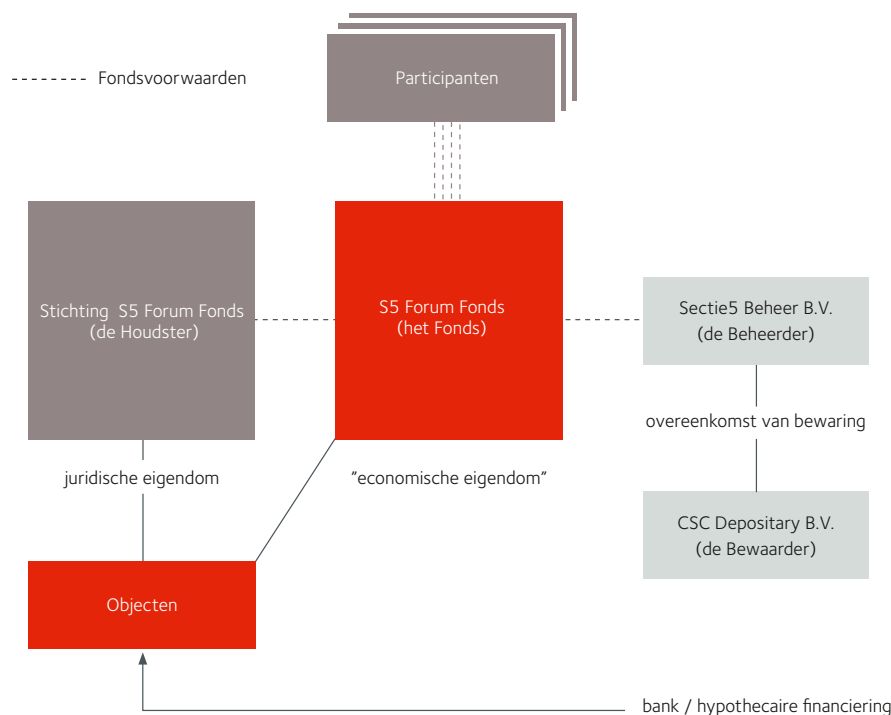 Fondsvoorwaarden
Participanten
Stichting S5 Forum Fonds
(de Houdster)
S5 Forum Fonds
(het Fonds)
Sectie5 Beheer B.V.
(de Beheerder)
overeenkomst van bewaring
juridische eigendom
"economische eigendom"
CSC Depositary B.V.
(de Bewaarder)
Objecten
bank / hypothecaire financiering